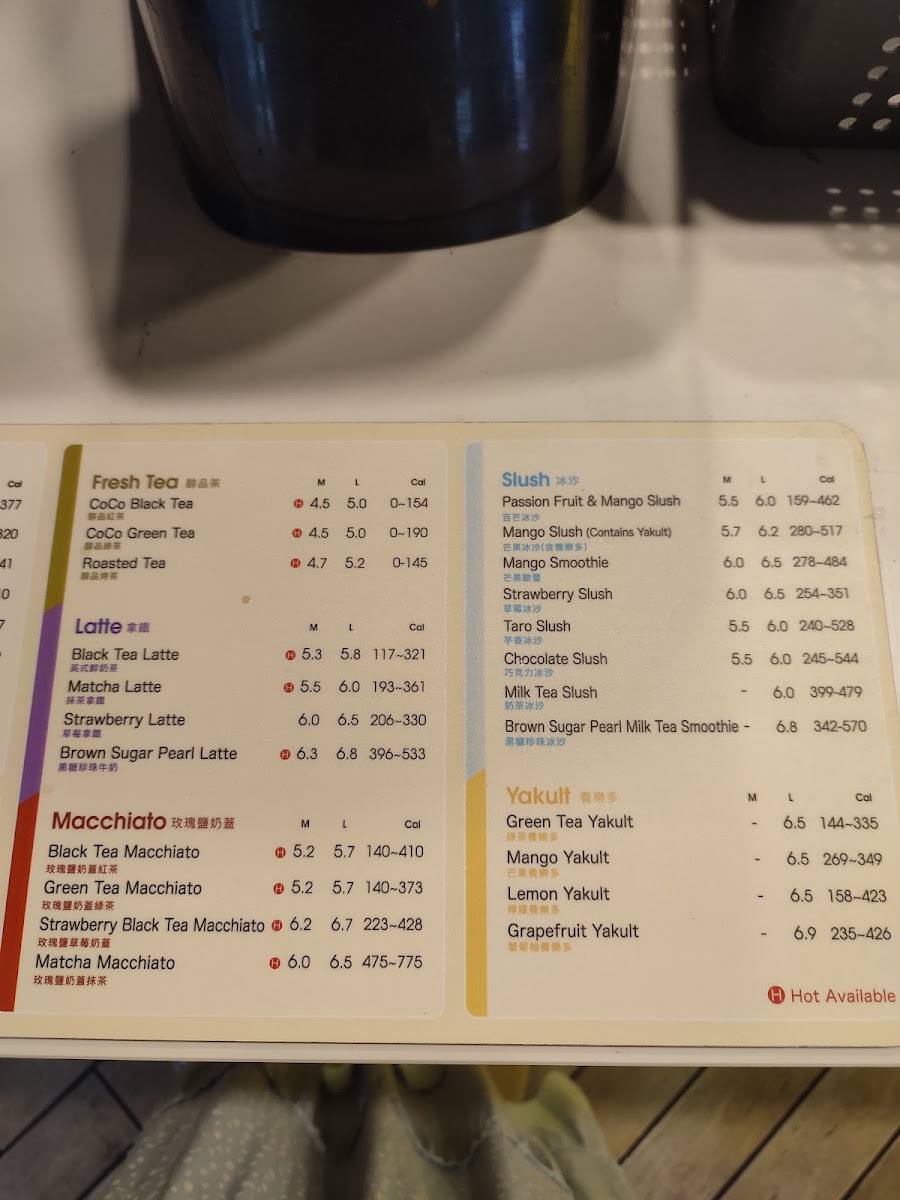 Cal
377
320
41
0
7
Fresh Tea 醇品茶 M L Cal
CoCo Black Tea H 4.5 5.0 0~154
醇品紅茶
CoCo Green Tea H 4.5 5.0 0~190
醇品綠茶
Roasted Tea H 4.7 5.2 0-145
醇品烤茶
Latte 拿鐵 M L Cal
Black Tea Latte H 5.3 5.8 117~321
英式鮮奶茶
Matcha Latte H 5.5 6.0 193~361
抹茶拿鐵
Strawberry Latte 6.0 6.5 206~330
草莓拿鐵
Brown Sugar Pearl Latte H 6.3 6.8 396~533
黑糖珍珠牛奶
Macchiato 玫瑰鹽奶蓋 M L Cal
Black Tea Macchiato H 5.2 5.7 140~410
玫瑰鹽奶蓋紅茶
Green Tea Macchiato H 5.2 5.7 140~373
玫瑰鹽奶蓋綠茶
Strawberry Black Tea Macchiato H 6.2 6.7 223~428
玫瑰鹽草莓奶蓋
Matcha Macchiato H 6.0 6.5 475~775
玫瑰鹽奶蓋抹茶
Slush 冰沙 M L Cal
Passion Fruit & Mango Slush 5.5 6.0 159~462
百芒冰沙
Mango Slush (Contains Yakult) 5.7 6.2 280~517
芒果冰沙(含養樂多)
Mango Smoothie 6.0 6.5 278~484
芒果歐蕾
Strawberry Slush 6.0 6.5 254~351
草莓冰沙
Taro Slush 5.5 6.0 240~528
芋香冰沙
Chocolate Slush 5.5 6.0 245~544
巧克力冰沙
Milk Tea Slush - 6.0 399-479
奶茶冰沙
Brown Sugar Pearl Milk Tea Smoothie - 6.8 342-570
黑糖珍珠冰沙
Yakult 養樂多 M L Cal
Green Tea Yakult - 6.5 144~335
綠茶養樂多
Mango Yakult - 6.5 269~349
芒果養樂多
Lemon Yakult - 6.5 158~423
檸檬養樂多
Grapefruit Yakult - 6.9 235~426
葡萄柚養樂多
H Hot Available